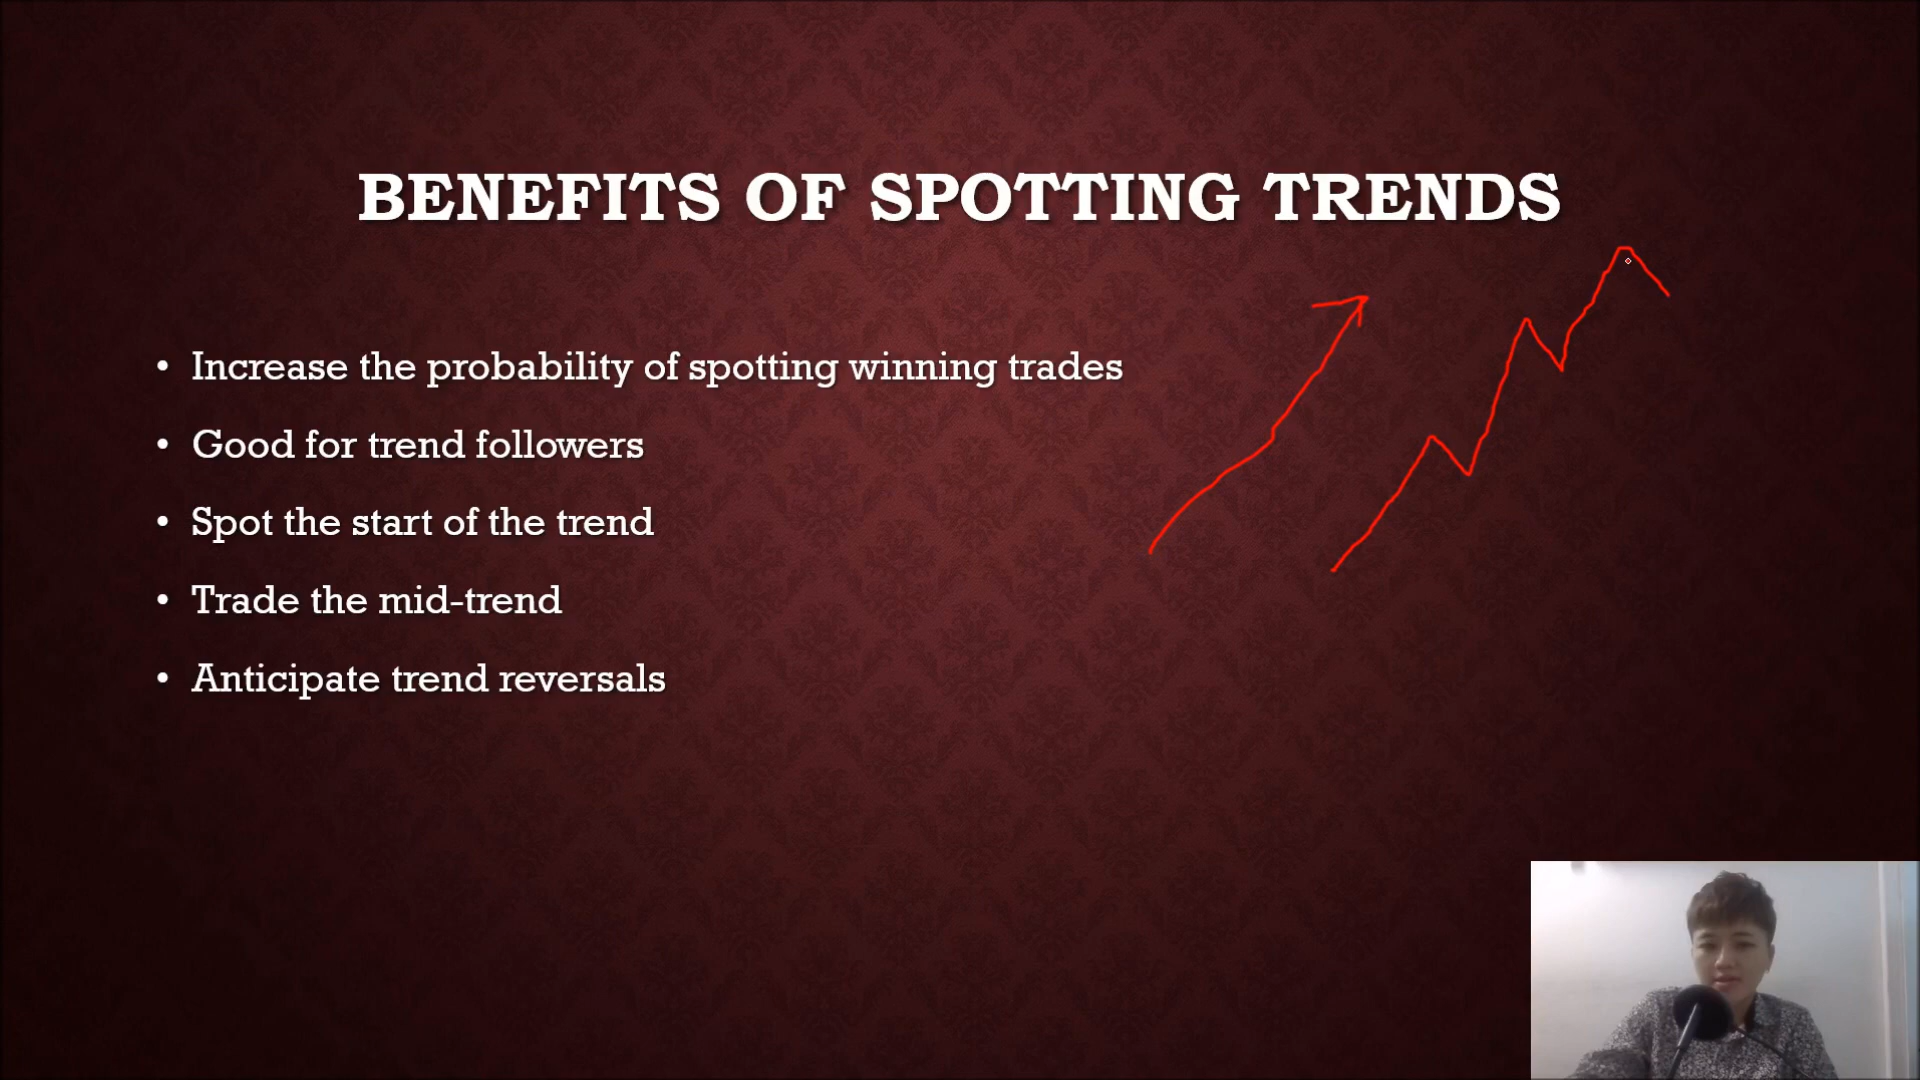 BENEFITS OF SPOTTING TRENDS
• Increase the probability of spotting winning trades
• Good for trend followers
• Spot the start of the trend
• Trade the mid-trend
• Anticipate trend reversals